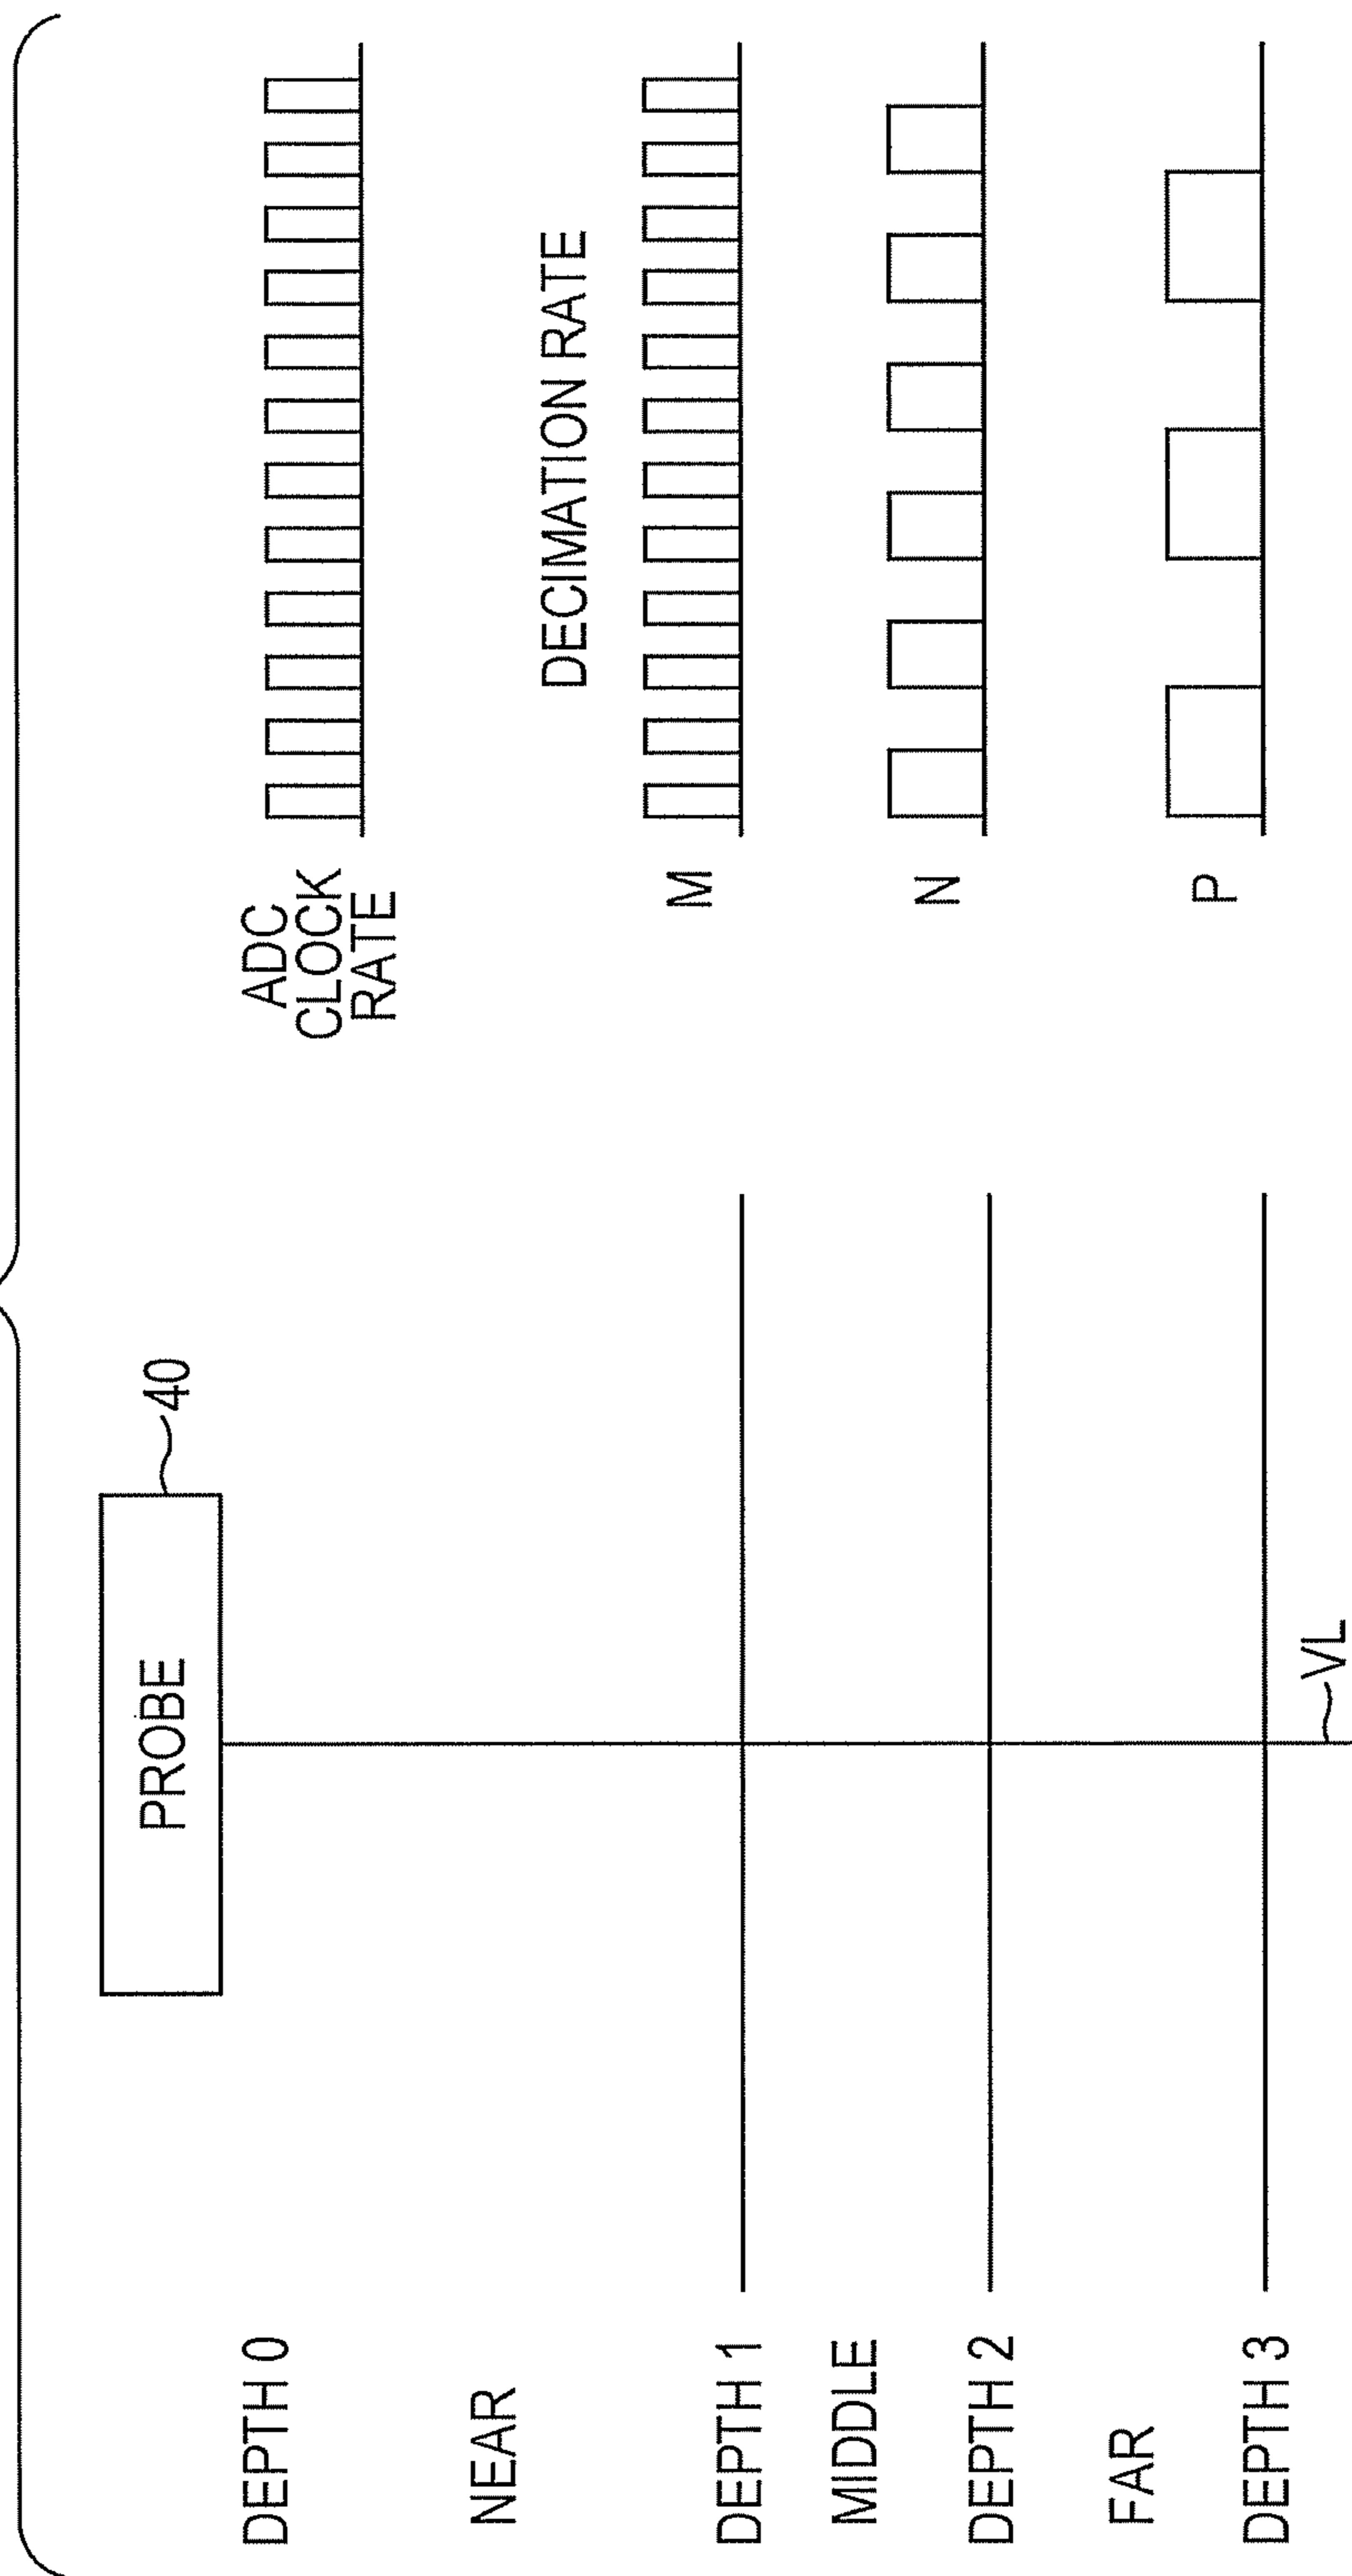 PROBE
40
DEPTH 0
NEAR
DEPTH 1
MIDDLE
DEPTH 2
FAR
DEPTH 3
VL
ADC
CLOCK
RATE
DECIMATION RATE
M
N
P